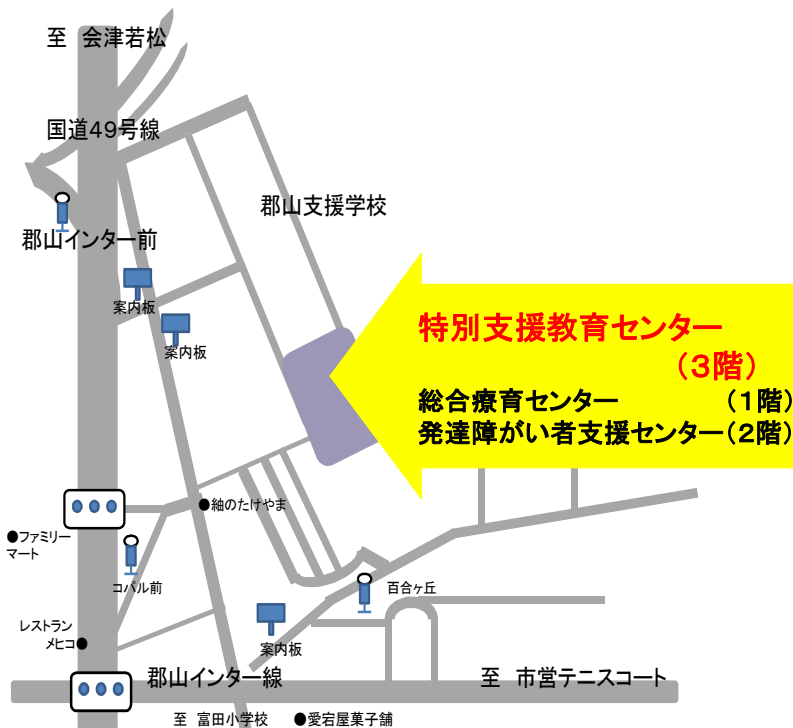 至 会津若松
国道49号線
郡山支援学校
郡山インター前
案内板
案内板
特別支援教育センター
(3階)
総合療育センター (1階)
発達障がい者支援センター(2階)
●紬のたけやま
●ファミリー
マート
コパル前
百合ヶ丘
レストラン
メヒコ●
案内板
郡山インター線
至 市営テニスコート
至 富田小学校 ●愛宕屋菓子舗